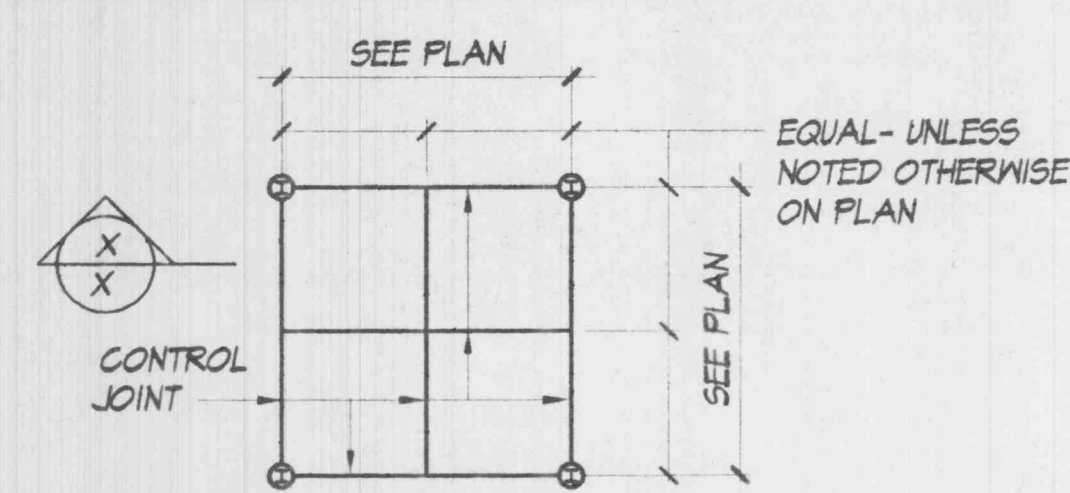 SEE PLAN
EQUAL- UNLESS
NOTED OTHERWISE
ON PLAN
X
X
SEE PLAN
CONTROL
JOINT